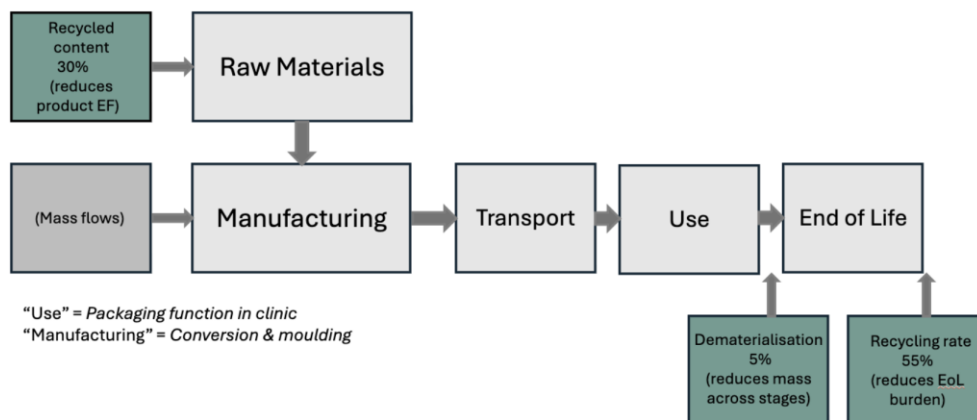 Recycled
content
30%
(reduces
product EF)
Raw Materials
(Mass flows)
Manufacturing
Transport
Use
End of Life
“Use” = Packaging function in clinic
“Manufacturing” = Conversion & moulding
Dematerialisation
5%
(reduces mass
across stages)
Recycling rate
55%
(reduces EoL
burden)